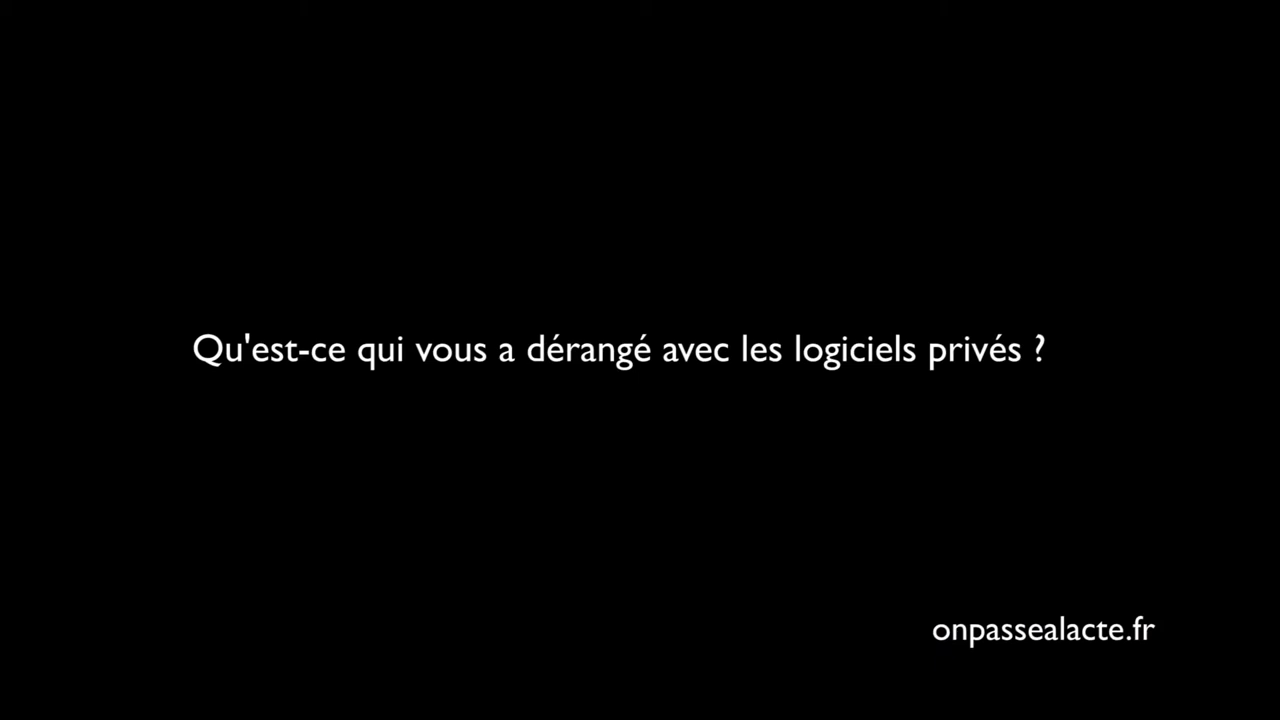 Qu'est-ce qui vous a dérangé avec les logiciels privés ?
onpassealacte.fr